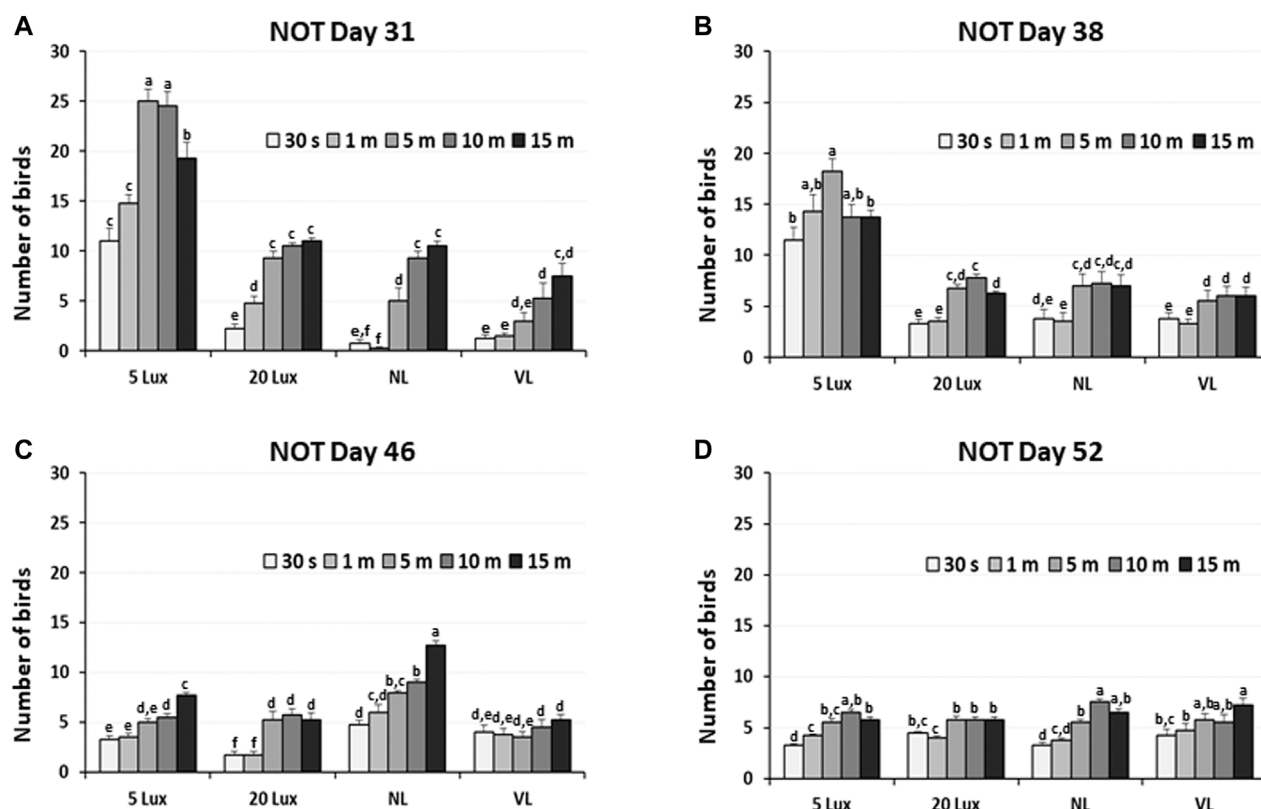 A
NOT Day 31
30
25
20
15
10
5
0
Number of birds
30 s 1 m 5 m 10 m 15 m
c c a a b
e d c c c
e,f f d c c
e e d,e d c,d
5 Lux 20 Lux NL VL
B
NOT Day 38
30
25
20
15
10
5
0
Number of birds
30 s 1 m 5 m 10 m 15 m
b a,b a a,b b
e e c,d c d
d,e e c,d c,d c,d
e e d d d
5 Lux 20 Lux NL VL
C
NOT Day 46
30
25
20
15
10
5
0
Number of birds
30 s 1 m 5 m 10 m 15 m
e e d,e d c
f f d d d
d c,d b,c b a
d,e d,e d,e d d
5 Lux 20 Lux NL VL
D
NOT Day 52
30
25
20
15
10
5
0
Number of birds
30 s 1 m 5 m 10 m 15 m
d c b,c a,b b
b,c c b b b
d c,d b a a,b
b,c b a,b a,b a
5 Lux 20 Lux NL VL